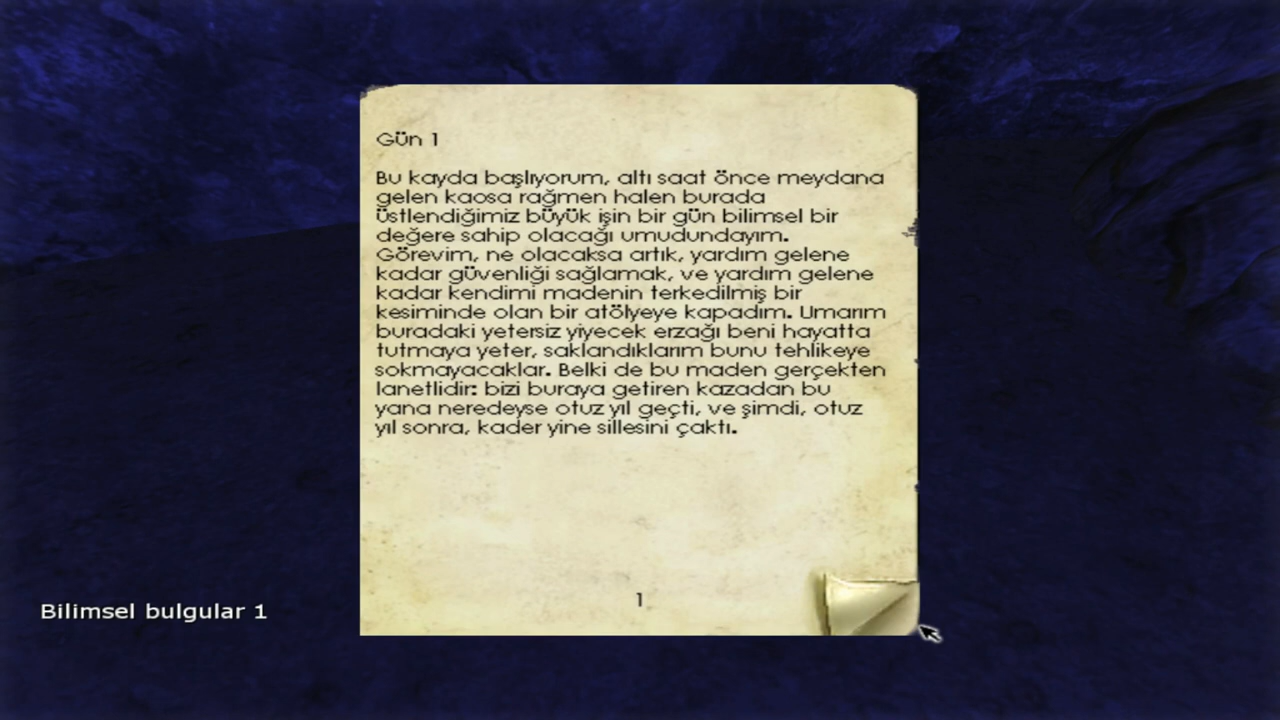 Gün 1
Bu kayda başlıyorum, altı saat önce meydana
gelen kaosa rağmen halen burada
üstlendiğimiz büyük işin bir gün bilimsel bir
değere sahip olacağı umudundayım.
Görevim, ne olacaksa artık, yardım gelene
kadar güvenliği sağlamak, ve yardım gelene
kadar kendimi madenin terkedilmiş bir
kesiminde olan bir atölyeye kapadım. Umarım
buradaki yetersiz yiyecek erzağı beni hayatta
tutmaya yeter, saklandıklarım bunu tehlikeye
sokmayacaklar. Belki de bu maden gerçekten
lanetlidir: bizi buraya getiren kazadan bu
yana neredeyse otuz yıl geçti, ve şimdi, otuz
yıl sonra, kader yine sillesini çaktı.
1
Bilimsel bulgular 1